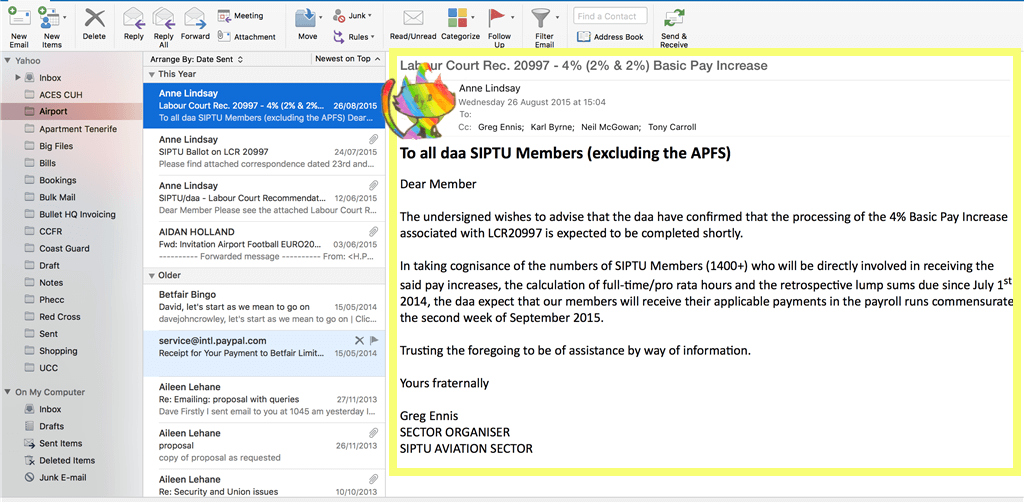 New Email
New Items
Delete
Reply
Reply All
Forward
Meeting
Attachment
Move
Junk
Rules
Read/Unread
Categorize
Follow Up
Filter Email
Find a Contact
Address Book
Send & Receive
Yahoo
Inbox
ACES CUH
Airport
Apartment Tenerife
Big Files
Bills
Bookings
Bulk Mail
Bullet HQ Invoicing
CCFR
Coast Guard
Draft
Notes
Phecc
Red Cross
Sent
Shopping
UCC
On My Computer
Inbox
Drafts
Sent Items
Deleted Items
Junk E-mail
Arrange By: Date Sent
Newest on Top
This Year
Anne Lindsay
Labour Court Rec. 20997 - 4% (2% & 2%... 26/08/2015
To all daa SIPTU Members (excluding the APFS) Dear...
Anne Lindsay
SIPTU Ballot on LCR 20997 24/07/2015
Please find attached correspondence dated 23rd and...
Anne Lindsay
SIPTU/daa - Labour Court Recommendat... 12/06/2015
Dear Member Please see the attached Labour Court R...
AIDAN HOLLAND
Fwd: Invitation Airport Football EURO20... 03/06/2015
---------- Forwarded message ---------- From: <H.P...
Older
Betfair Bingo
David, let's start as we mean to go on 15/05/2014
davejohncrowley, let's start as we mean to go on | Clic...
service@intl.paypal.com
Receipt for Your Payment to Betfair Limit... 15/05/2014
Aileen Lehane
Re: Emailing: proposal with queries 27/11/2013
Dave Firstly I sent email to you at 1045 am yesterday I...
Aileen Lehane
proposal 26/11/2013
copy of proposal as requested
Aileen Lehane
Re: Security and Union issues 10/10/2013
Labour Court Rec. 20997 - 4% (2% & 2%) Basic Pay Increase
Anne Lindsay
Wednesday 26 August 2015 at 15:04
To:
Cc: Greg Ennis; Karl Byrne; Neil McGowan; Tony Carroll
To all daa SIPTU Members (excluding the APFS)
Dear Member
The undersigned wishes to advise that the daa have confirmed that the processing of the 4% Basic Pay Increase
associated with LCR20997 is expected to be completed shortly.
In taking cognisance of the numbers of SIPTU Members (1400+) who will be directly involved in receiving the
said pay increases, the calculation of full-time/pro rata hours and the retrospective lump sums due since July 1st
2014, the daa expect that our members will receive their applicable payments in the payroll runs commensurate
the second week of September 2015.
Trusting the foregoing to be of assistance by way of information.
Yours fraternally
Greg Ennis
SECTOR ORGANISER
SIPTU AVIATION SECTOR